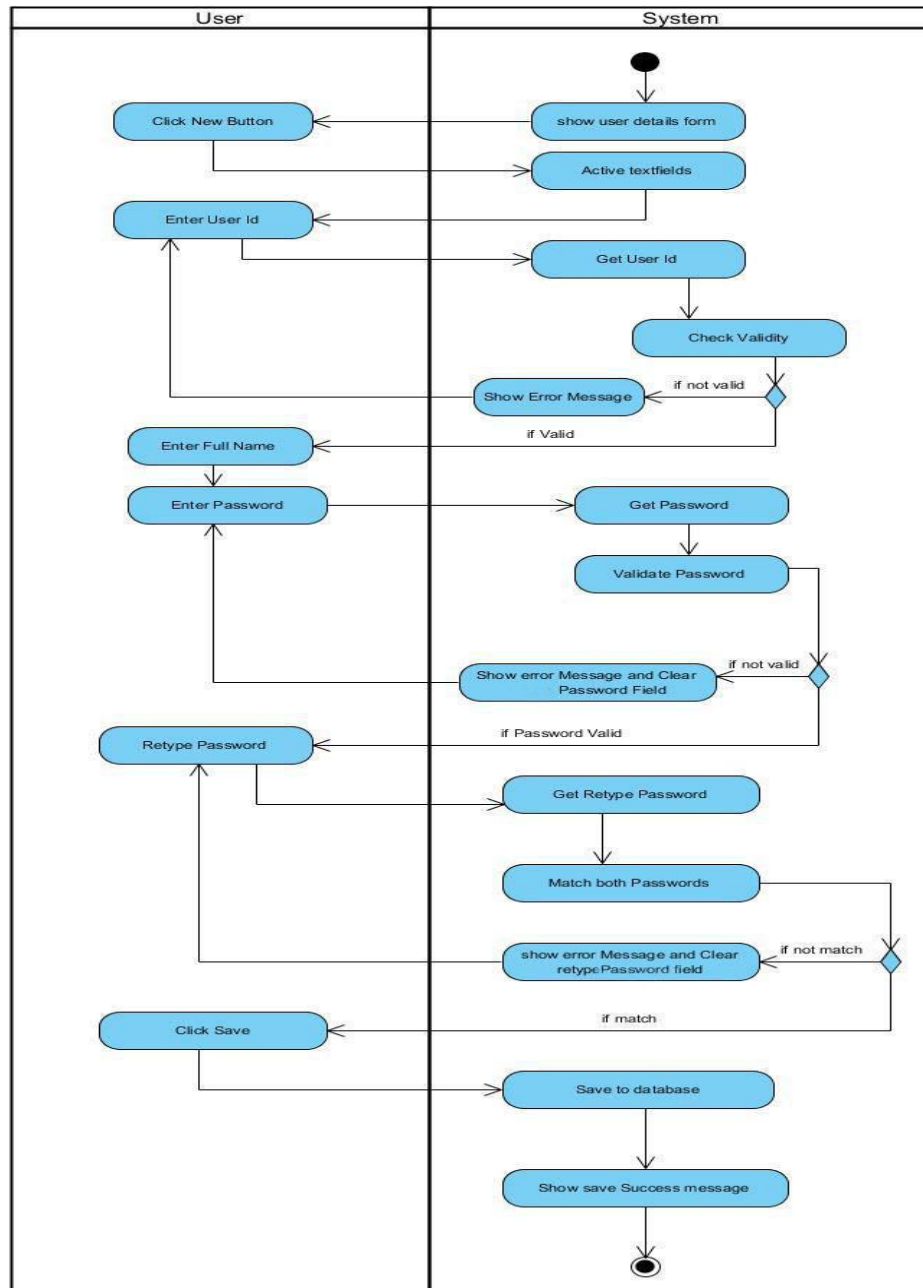 User
System
show user details form
Click New Button
Active textfields
Enter User Id
Get User Id
Check Validity
if not valid
Show Error Message
if Valid
Enter Full Name
Enter Password
Get Password
Validate Password
if not valid
Show error Message and Clear
Password Field
if Password Valid
Retype Password
Get Retype Password
Match both Passwords
if not match
show error Message and Clear
retypePassword field
if match
Click Save
Save to database
Show save Success message